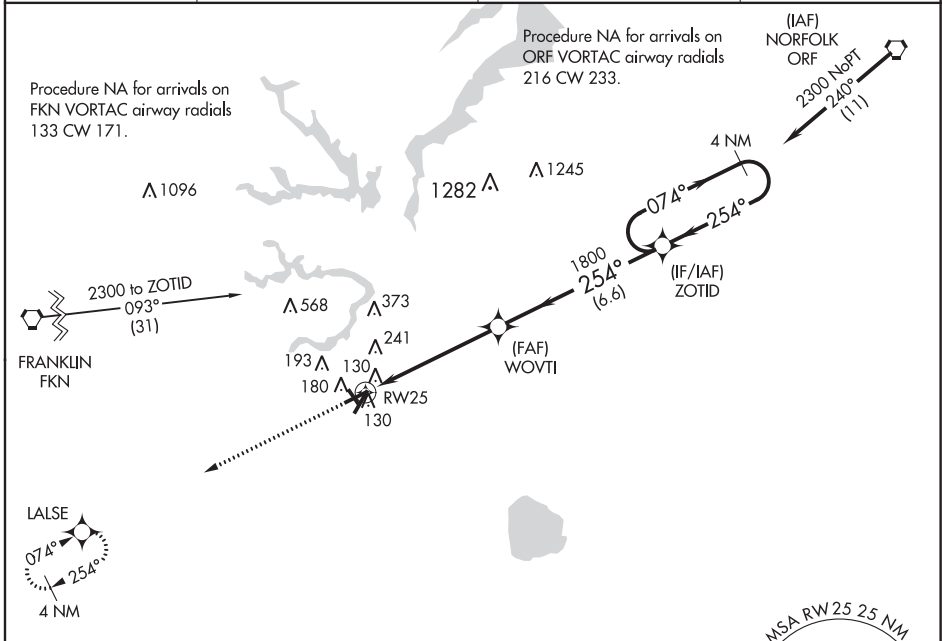 (IAF)
NORFOLK
ORF
Procedure NA for arrivals on
ORF VORTAC airway radials
216 CW 233.
2300 NoPT
240°
(11)
Procedure NA for arrivals on
FKN VORTAC airway radials
133 CW 171.
4 NM
1096
1282
1245
074°
254°
(IF/IAF)
ZOTID
1800
254°
(6.6)
2300 to ZOTID
093°
(31)
568
373
FRANKLIN
FKN
241
(FAF)
WOVTI
193
130
180
RW25
130
LALSE
074°
254°
4 NM
MSA RW25 25 NM